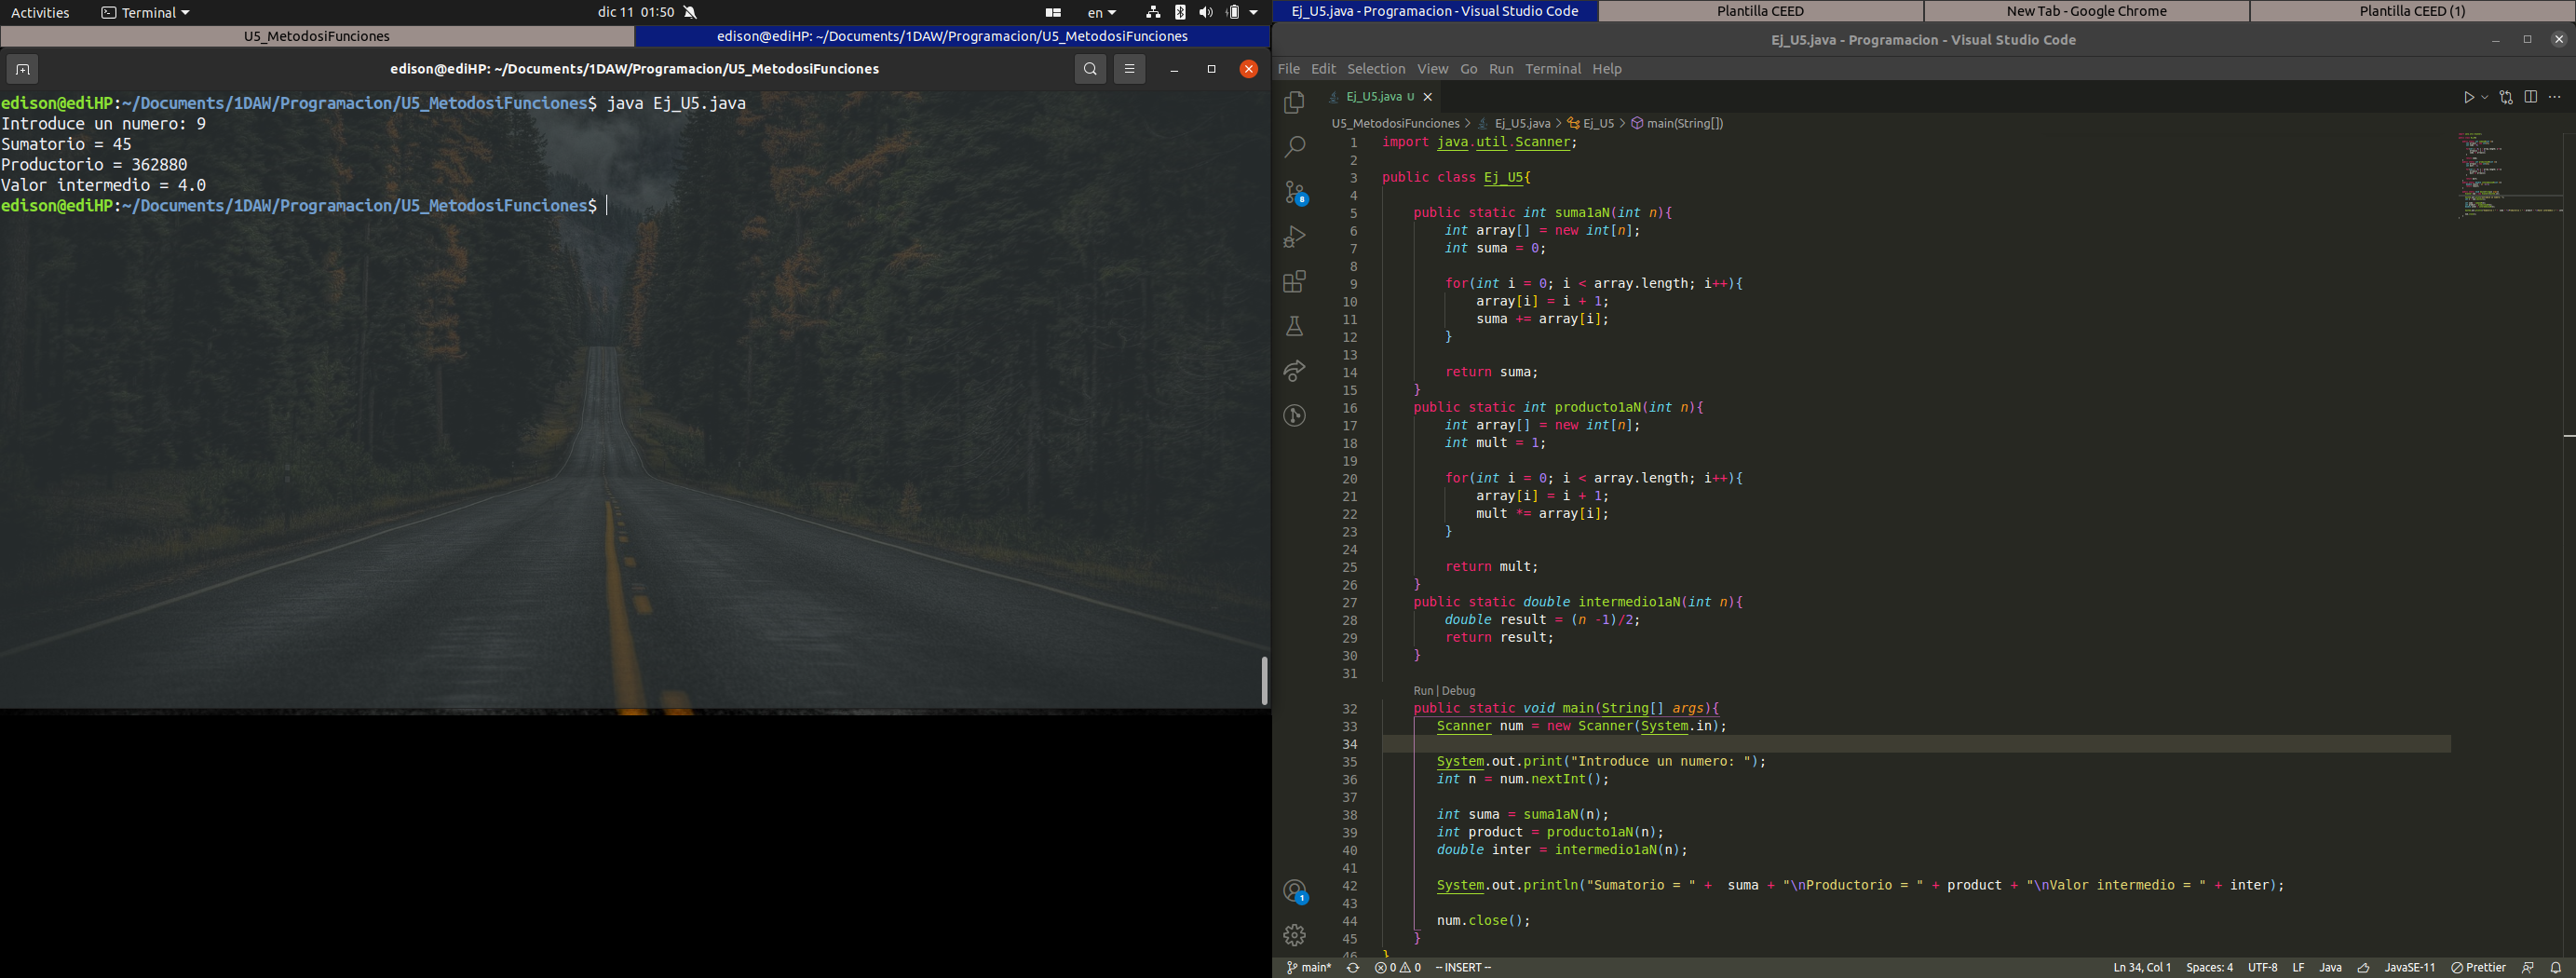 Activities
Terminal
dic 11 01:50
en
U5_MetodosiFunciones
edison@ediHP: ~/Documents/1DAW/Programacion/U5_MetodosiFunciones
edison@ediHP: ~/Documents/1DAW/Programacion/U5_MetodosiFunciones
edison@ediHP:~/Documents/1DAW/Programacion/U5_MetodosiFunciones$ java Ej_U5.java
Introduce un numero: 9
Sumatorio = 45
Productorio = 362880
Valor intermedio = 4.0
edison@ediHP:~/Documents/1DAW/Programacion/U5_MetodosiFunciones$
Ej_U5.java - Programacion - Visual Studio Code
Plantilla CEED
New Tab - Google Chrome
Plantilla CEED (1)
Ej_U5.java - Programacion - Visual Studio Code
File Edit Selection View Go Run Terminal Help
Ej_U5.java U
U5_MetodosiFunciones > Ej_U5.java > Ej_U5 > main(String[])
1 import java.util.Scanner;
2
3 public class Ej_U5{
4
5 public static int suma1aN(int n){
6 int array[] = new int[n];
7 int suma = 0;
8
9 for(int i = 0; i < array.length; i++){
10 array[i] = i + 1;
11 suma += array[i];
12 }
13
14 return suma;
15 }
16 public static int producto1aN(int n){
17 int array[] = new int[n];
18 int mult = 1;
19
20 for(int i = 0; i < array.length; i++){
21 array[i] = i + 1;
22 mult *= array[i];
23 }
24
25 return mult;
26 }
27 public static double intermedio1aN(int n){
28 double result = (n -1)/2;
29 return result;
30 }
31
Run | Debug
32 public static void main(String[] args){
33 Scanner num = new Scanner(System.in);
34
35 System.out.print("Introduce un numero: ");
36 int n = num.nextInt();
37
38 int suma = suma1aN(n);
39 int product = producto1aN(n);
40 double inter = intermedio1aN(n);
41
42 System.out.println("Sumatorio = " +  suma + "\nProductorio = " + product + "\nValor intermedio = " + inter);
43
44 num.close();
45 }
46 }
8
1
main* 0 0 -- INSERT -- Ln 34, Col 1 Spaces: 4 UTF-8 LF Java JavaSE-11 Prettier